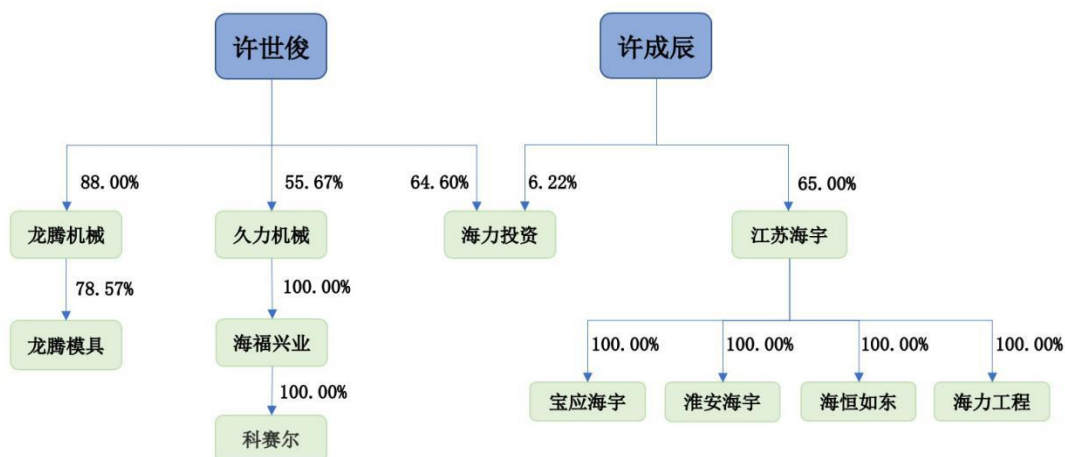 许世俊
许成辰
88.00%
55.67%
64.60%
6.22%
65.00%
龙腾机械
久力机械
海力投资
江苏海宇
78.57%
100.00%
龙腾模具
海福兴业
100.00%
100.00%
100.00%
100.00%
100.00%
宝应海宇
淮安海宇
海恒如东
海力工程
科赛尔